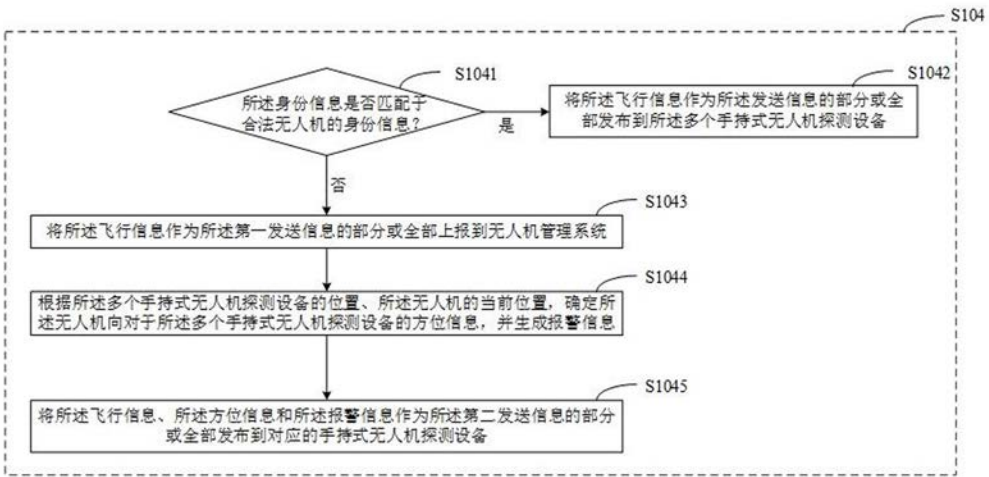 S104
S1041
所述身份信息是否匹配于
合法无人机的身份信息？
是
S1042
将所述飞行信息作为所述发送信息的部分或全
部发布到所述多个手持式无人机探测设备
否
S1043
将所述飞行信息作为所述第一发送信息的部分或全部上报到无人机管理系统
S1044
根据所述多个手持式无人机探测设备的位置、所述无人机的当前位置，确定所
述无人机向对于所述多个手持式无人机探测设备的方位信息，并生成报警信息
S1045
将所述飞行信息、所述方位信息和所述报警信息作为所述第二发送信息的部分
或全部发布到对应的手持式无人机探测设备